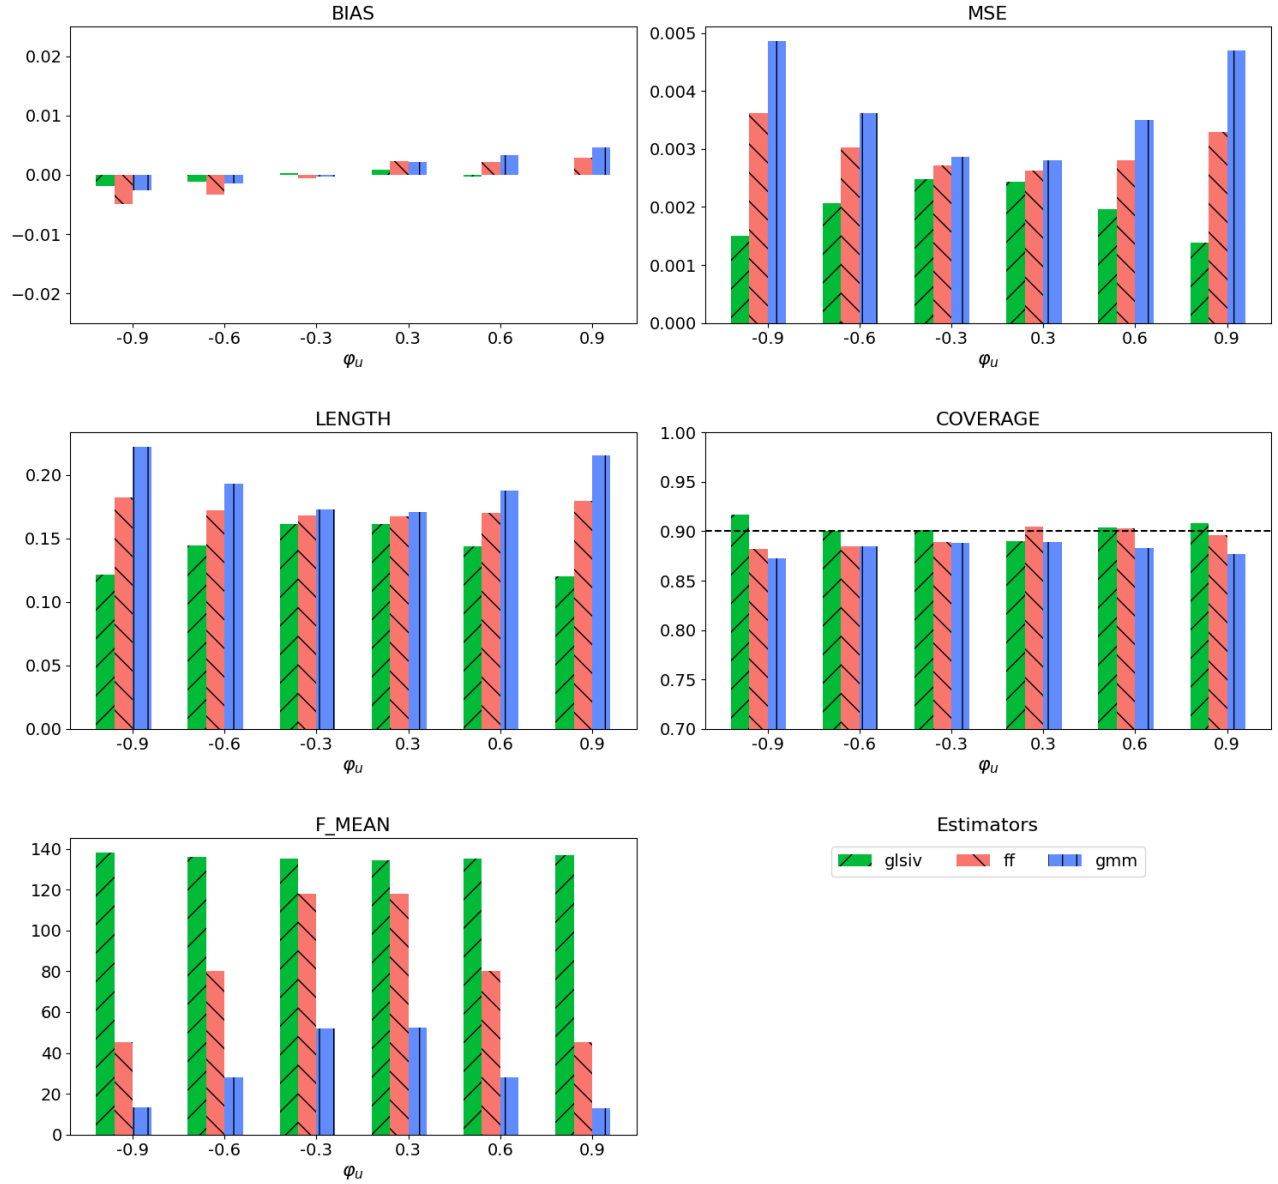 BIAS
0.02
0.01
0.00
−0.01
−0.02
-0.9 -0.6 -0.3 0.3 0.6 0.9
φu
MSE
0.005
0.004
0.003
0.002
0.001
0.000
-0.9 -0.6 -0.3 0.3 0.6 0.9
φu
LENGTH
0.20
0.15
0.10
0.05
0.00
-0.9 -0.6 -0.3 0.3 0.6 0.9
φu
COVERAGE
1.00
0.95
0.90
0.85
0.80
0.75
0.70
-0.9 -0.6 -0.3 0.3 0.6 0.9
φu
F_MEAN
140
120
100
80
60
40
20
0
-0.9 -0.6 -0.3 0.3 0.6 0.9
φu
Estimators
glsiv ff gmm